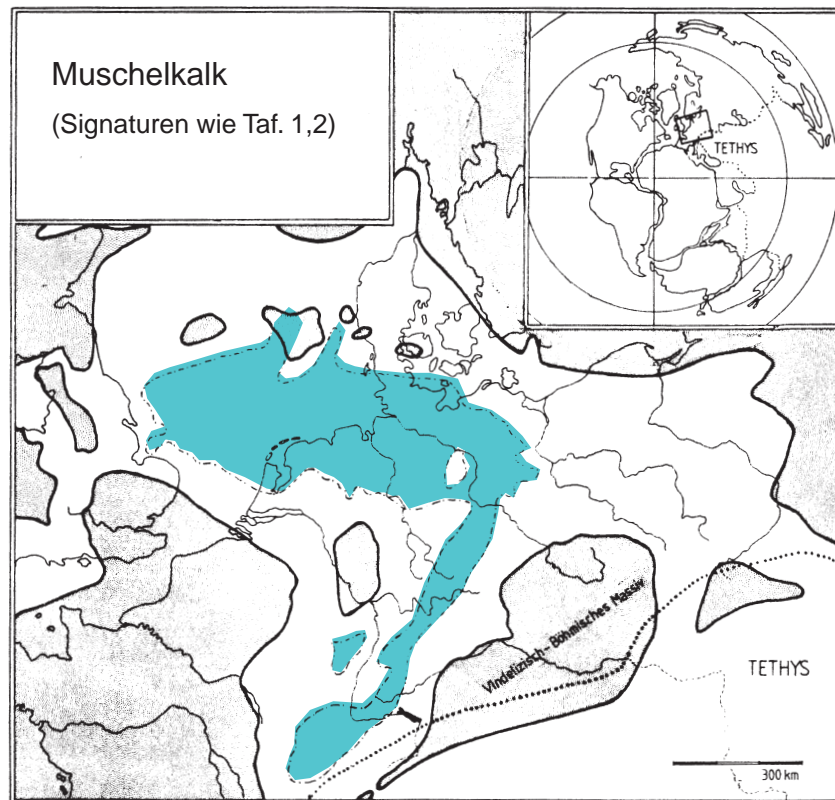 Muschelkalk
(Signaturen wie Taf. 1,2)
TETHYS
Vindelizisch-Böhmisches Massiv
TETHYS
300 km